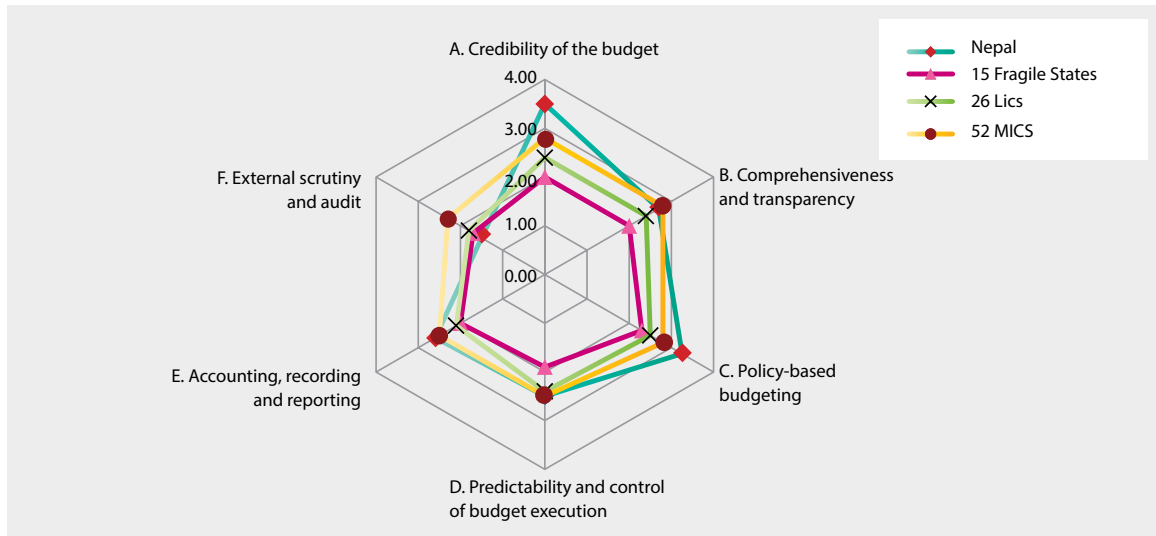 A. Credibility of the budget
4.00
3.00
2.00
1.00
0.00
B. Comprehensiveness
and transparency
C. Policy-based
budgeting
D. Predictability and control
of budget execution
E. Accounting, recording
and reporting
F. External scrutiny
and audit
Nepal
15 Fragile States
26 Lics
52 MICS